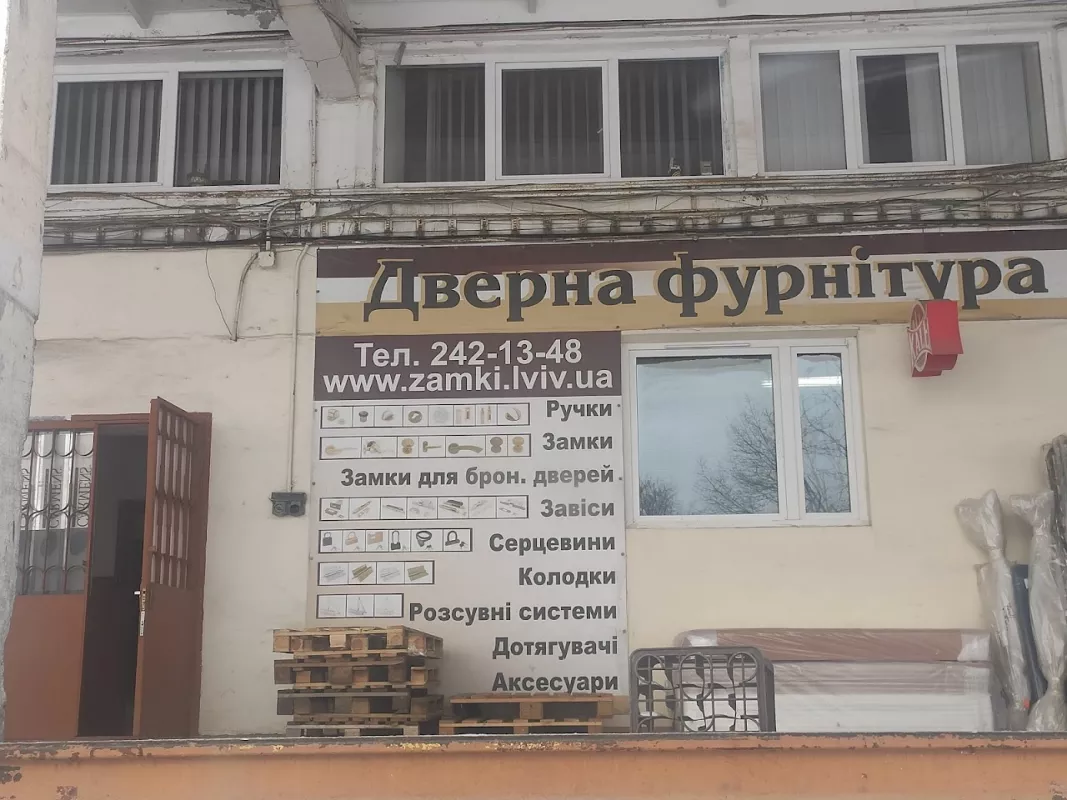 Дверна фурнітура
Тел. 242-13-48
www.zamki.lviv.ua
Ручки
Замки
Замки для брон. дверей
Завіси
Серцевини
Колодки
Розсувні системи
Дотягувачі
Аксесуари